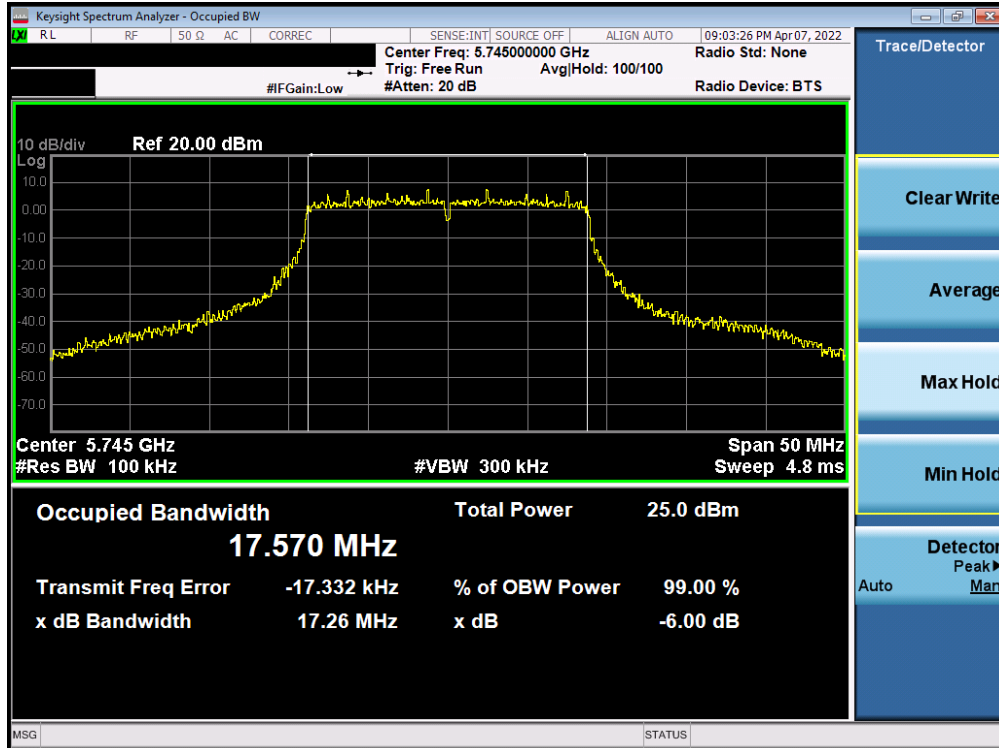 Keysight Spectrum Analyzer - Occupied BW
LXI RL RF 50 Ω AC CORREC SENSE:INT SOURCE OFF ALIGN AUTO 09:03:26 PM Apr 07, 2022
Center Freq: 5.745000000 GHz Radio Std: None
Trig: Free Run Avg|Hold: 100/100
#IFGain:Low #Atten: 20 dB Radio Device: BTS
10 dB/div Ref 20.00 dBm
Log
10.0
0.00
-10.0
-20.0
-30.0
-40.0
-50.0
-60.0
-70.0
Center 5.745 GHz Span 50 MHz
#Res BW 100 kHz #VBW 300 kHz Sweep 4.8 ms
Occupied Bandwidth Total Power 25.0 dBm
17.570 MHz
Transmit Freq Error -17.332 kHz % of OBW Power 99.00 %
x dB Bandwidth 17.26 MHz x dB -6.00 dB
MSG STATUS
Trace/Detector
Clear Write
Average
Max Hold
Min Hold
Detector
Peak▶
Auto Man